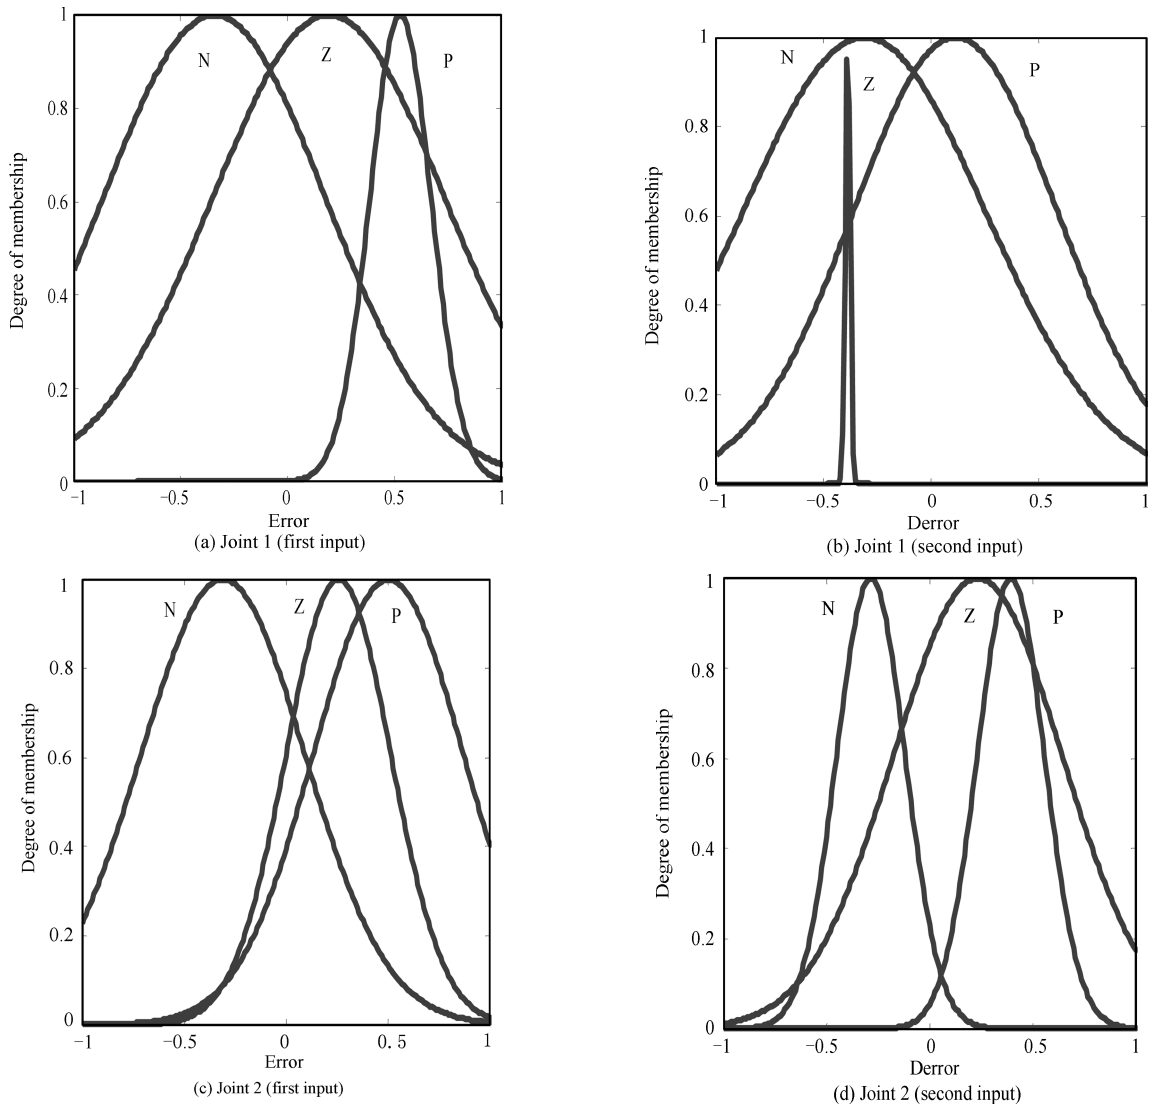 1
N
Z
P
0.8
0.6
0.4
0.2
0
Degree of membership
−1
−0.5
0
0.5
1
Error
(a) Joint 1 (first input)
1
N
Z
P
0.8
0.6
0.4
0.2
0
Degree of membership
−1
−0.5
0
0.5
1
Derror
(b) Joint 1 (second input)
1
N
Z
P
0.8
0.6
0.4
0.2
0
Degree of membership
−1
−0.5
0
0. 5
1
Error
(c) Joint 2 (first input)
1
N
Z
P
0.8
0.6
0.4
0.2
0
Degree of membership
−1
−0.5
0
0.5
1
Derror
(d) Joint 2 (second input)